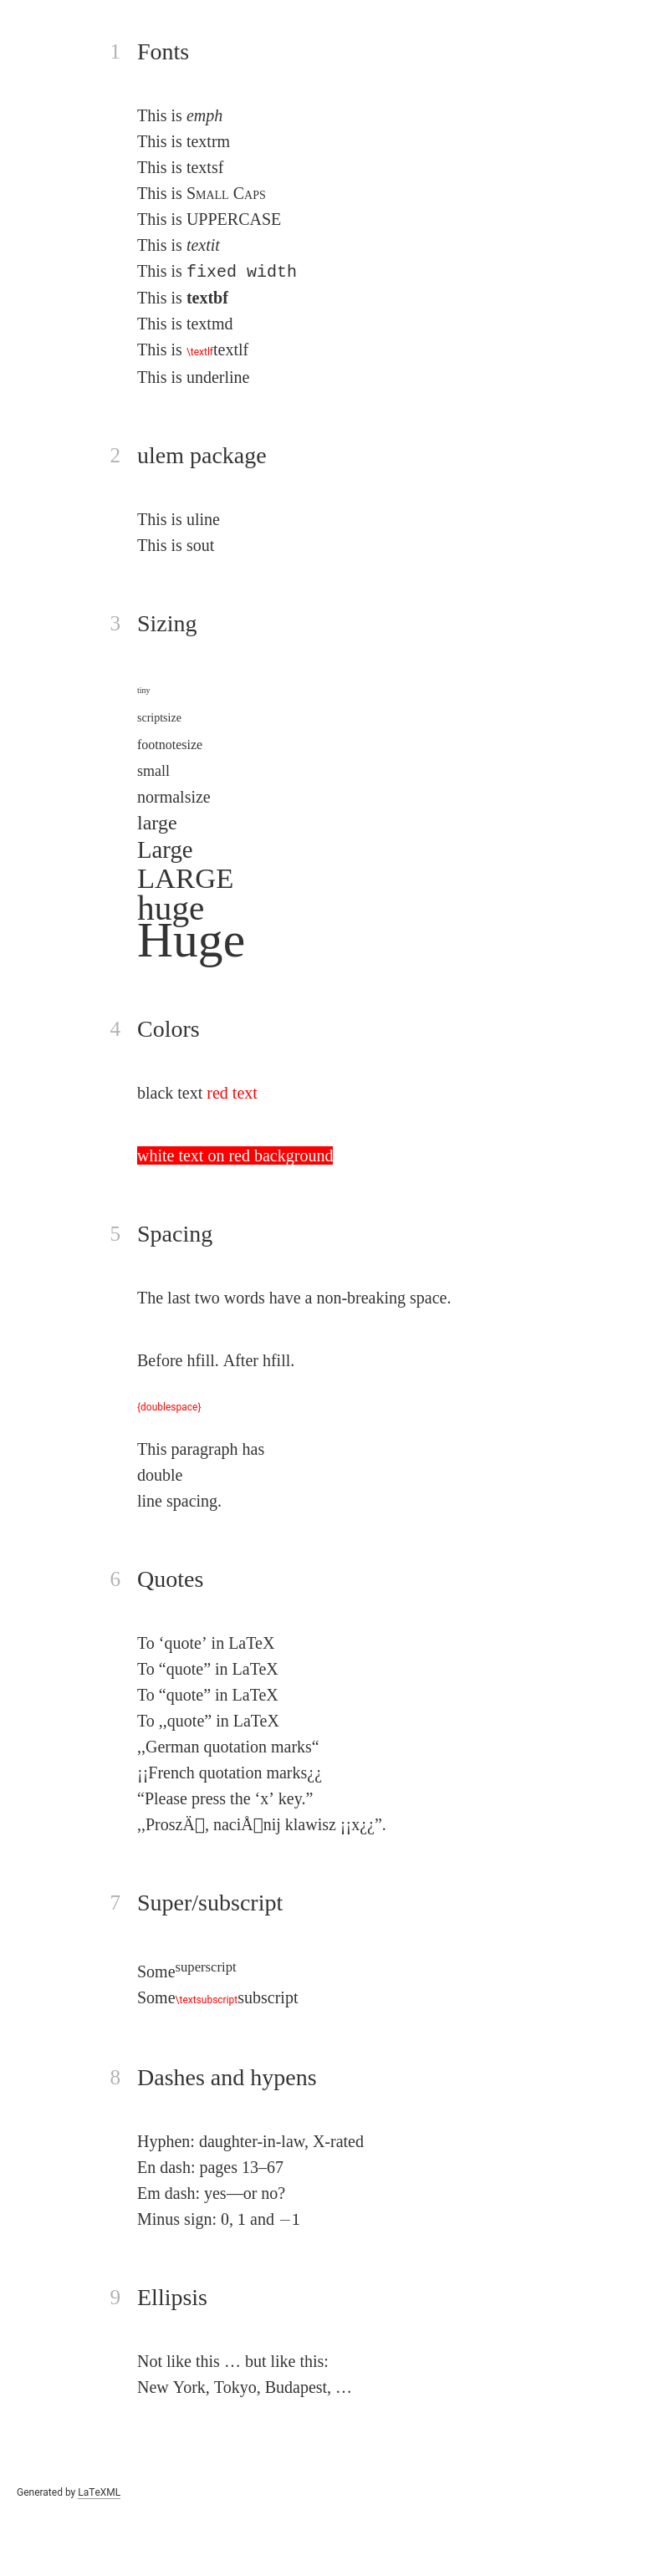 1 Fonts
This is emph
This is textrm
This is textsf
This is Small Caps
This is UPPERCASE
This is textit
This is fixed width
This is textbf
This is textmd
This is \textlftextlf
This is underline
2 ulem package
This is uline
This is sout
3 Sizing
tiny
scriptsize
footnotesize
small
normalsize
large
Large
LARGE
huge
Huge
4 Colors
black text red text
white text on red background
5 Spacing
The last two words have a non-breaking space.
Before hfill. After hfill.
{doublespace}
This paragraph has
double
line spacing.
6 Quotes
To ‘quote’ in LaTeX
To “quote” in LaTeX
To “quote” in LaTeX
To ,,quote” in LaTeX
,,German quotation marks“
¡¡French quotation marks¿¿
“Please press the ‘x’ key.”
,,ProszÄ▯, naciÅ▯nij klawisz ¡¡x¿¿”.
7 Super/subscript
Somesuperscript
Some\textsubscriptsubscript
8 Dashes and hypens
Hyphen: daughter-in-law, X-rated
En dash: pages 13–67
Em dash: yes—or no?
Minus sign: 0, 1 and −1
9 Ellipsis
Not like this … but like this:
New York, Tokyo, Budapest, …
Generated by LaTeXML